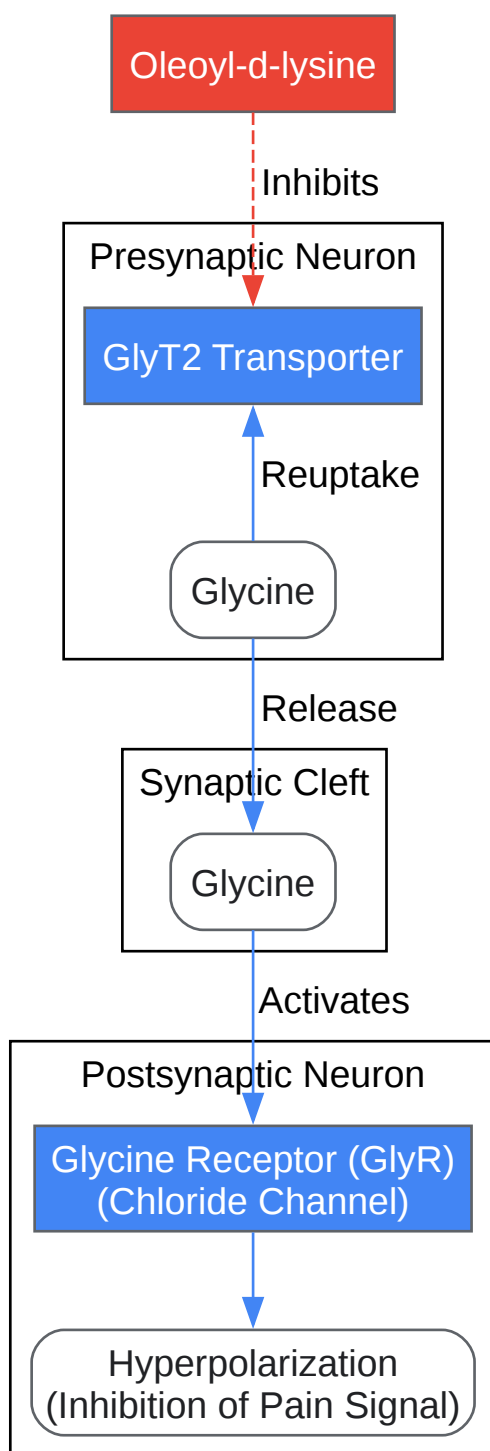 Oleoyl-d-lysine
Inhibits
Presynaptic Neuron
GlyT2 Transporter
Reuptake
Glycine
Release
Synaptic Cleft
Glycine
Activates
Postsynaptic Neuron
Glycine Receptor (GlyR)
(Chloride Channel)
Hyperpolarization
(Inhibition of Pain Signal)